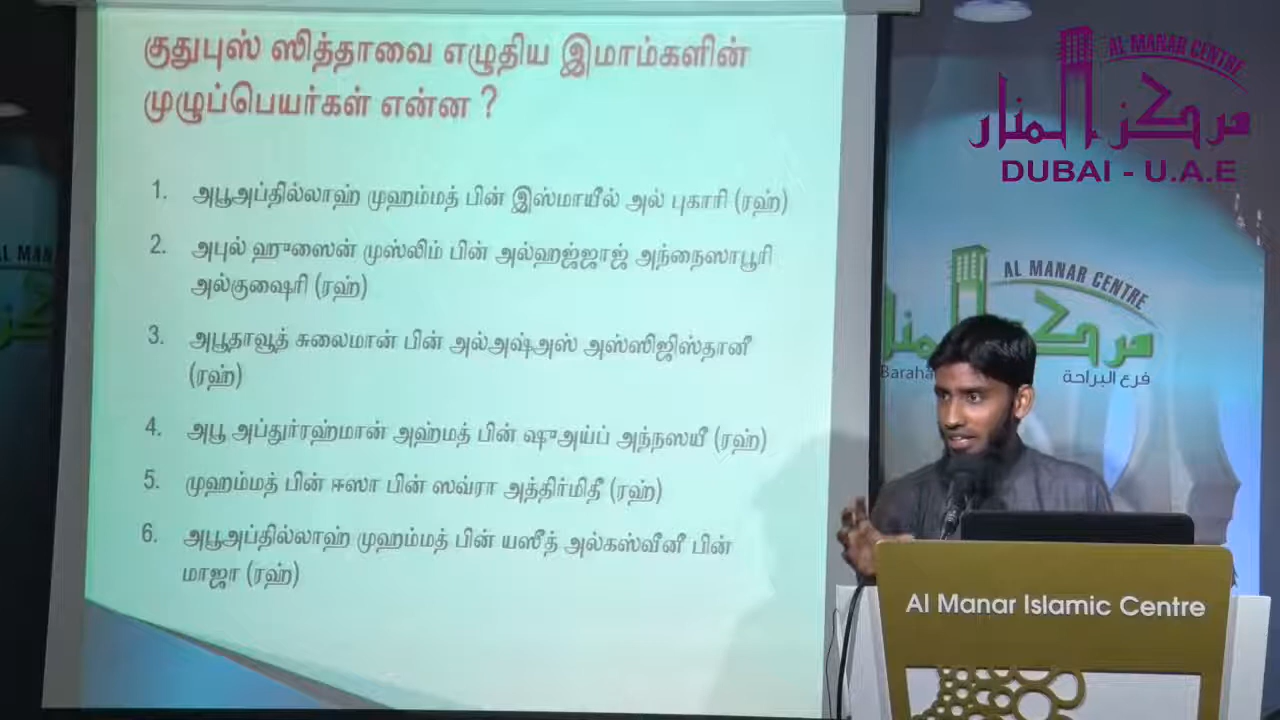 குதுபுஸ் ஸித்தாவை எழுதிய இமாம்களின்
முழுப்பெயர்கள் என்ன ?
1. அபூஅப்தில்லாஹ் முஹம்மத் பின் இஸ்மாயீல் அல் புகாரி (ரஹ்)
2. அபுல் ஹுஸைன் முஸ்லிம் பின் அல்ஹஜ்ஜாஜ் அந்நைஸாபூரி
அல்குஷைரி (ரஹ்)
3. அபூதாவூத் சுலைமான் பின் அல்அஷ்அஸ் அஸ்ஸிஜிஸ்தானீ
(ரஹ்)
4. அபூ அப்துர்ரஹ்மான் அஹ்மத் பின் ஷுஅய்ப் அந்நஸயீ (ரஹ்)
5. முஹம்மத் பின் ஈஸா பின் ஸவ்ரா அத்திர்மிதீ (ரஹ்)
6. அபூஅப்தில்லாஹ் முஹம்மத் பின் யஸீத் அல்கஸ்வீனீ பின்
மாஜா (ரஹ்)
AL MANAR CENTRE
مركز المنار
DUBAI - U.A.E
AL MANAR CENTRE
مركز المنار
Baraha
فرع البراحة
AL MAN
Al Manar Islamic Centre